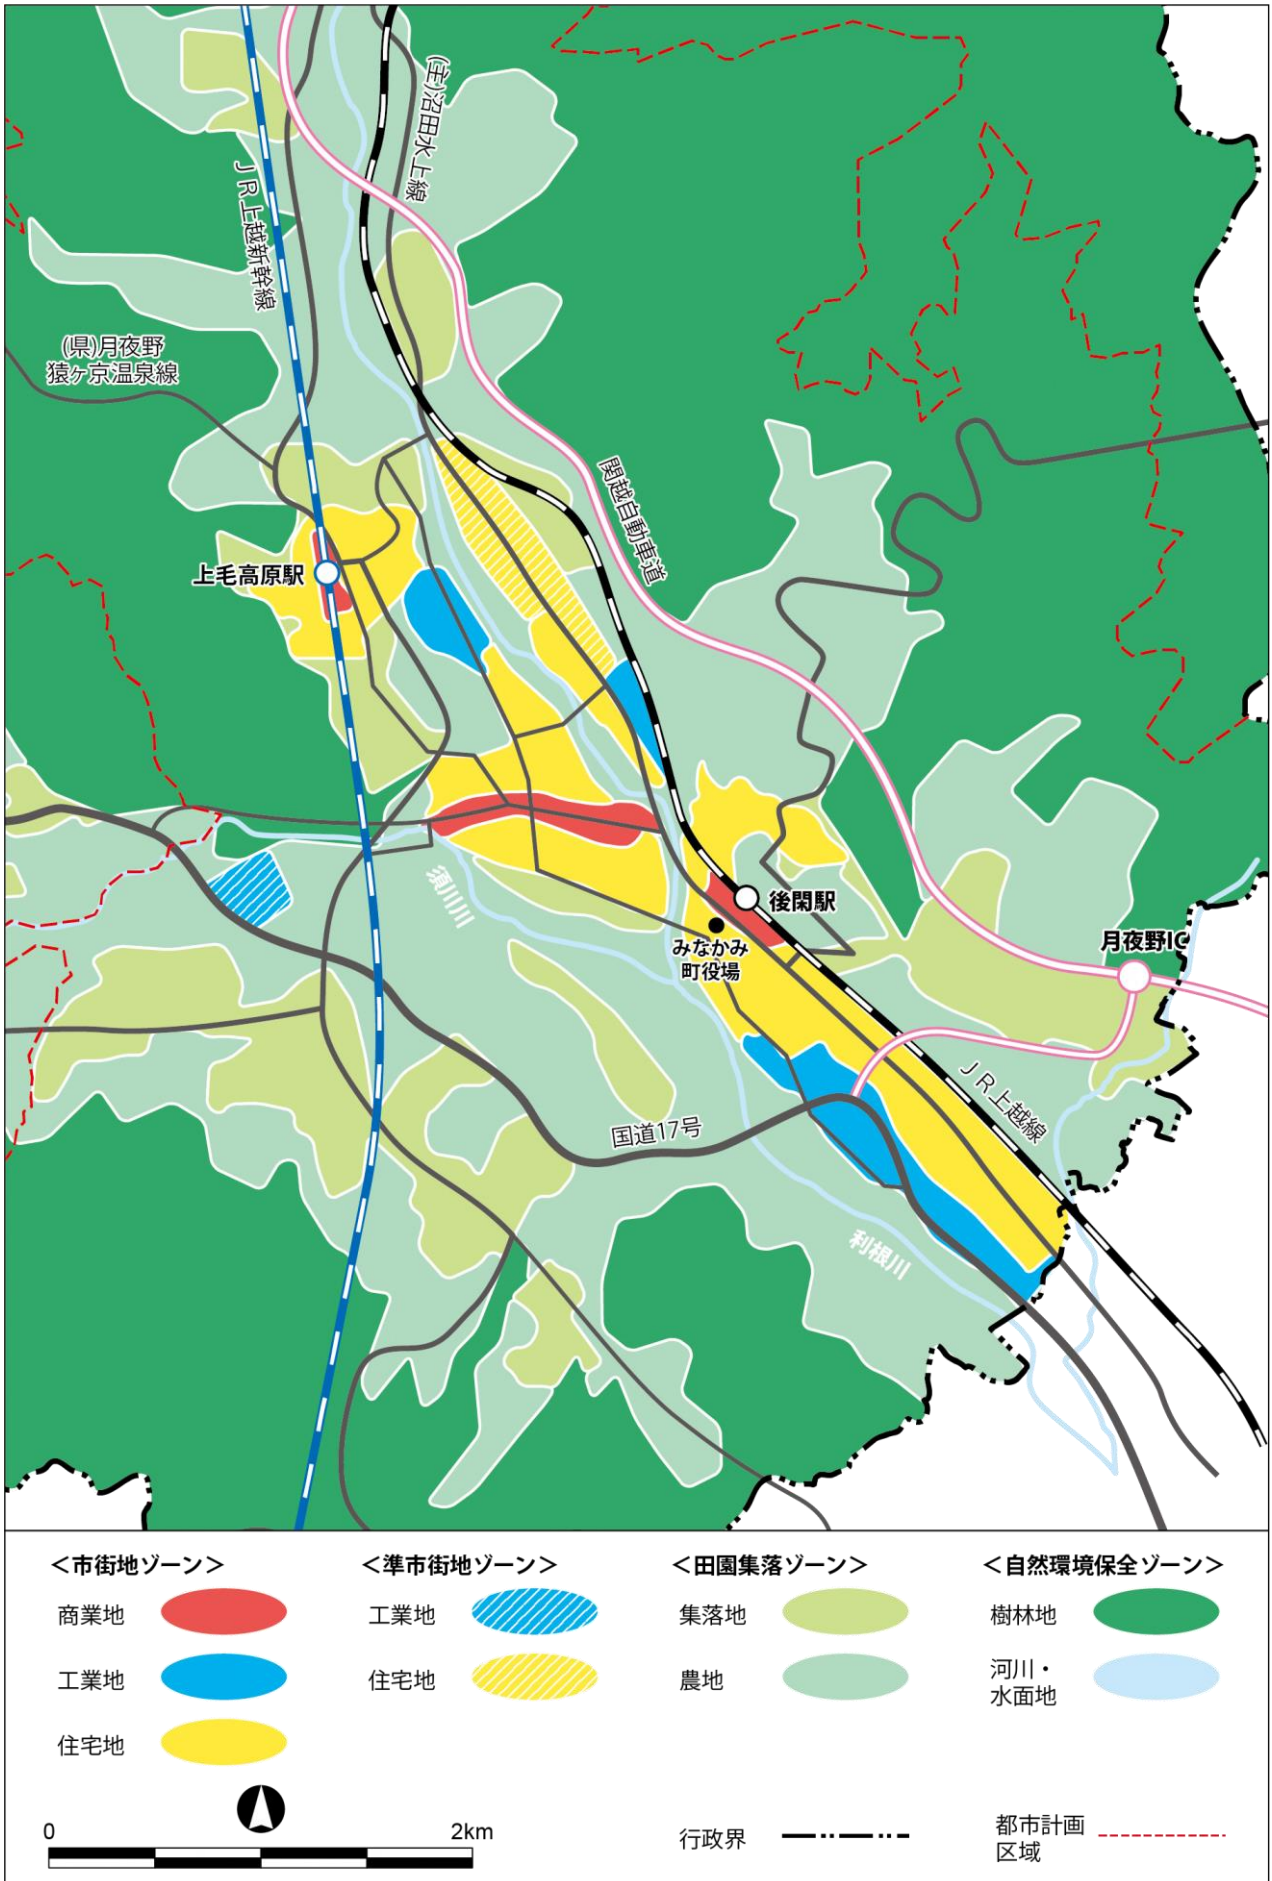 (主)沼田水上線
JR上越新幹線
(県)月夜野
猿ヶ京温泉線
関越自動車道
上毛高原駅
須川川
後閑駅
みなかみ
町役場
月夜野IC
JR上越線
国道17号
利根川
＜市街地ゾーン＞
商業地
工業地
住宅地
＜準市街地ゾーン＞
工業地
住宅地
＜田園集落ゾーン＞
集落地
農地
＜自然環境保全ゾーン＞
樹林地
河川・
水面地
0
2km
行政界
都市計画
区域